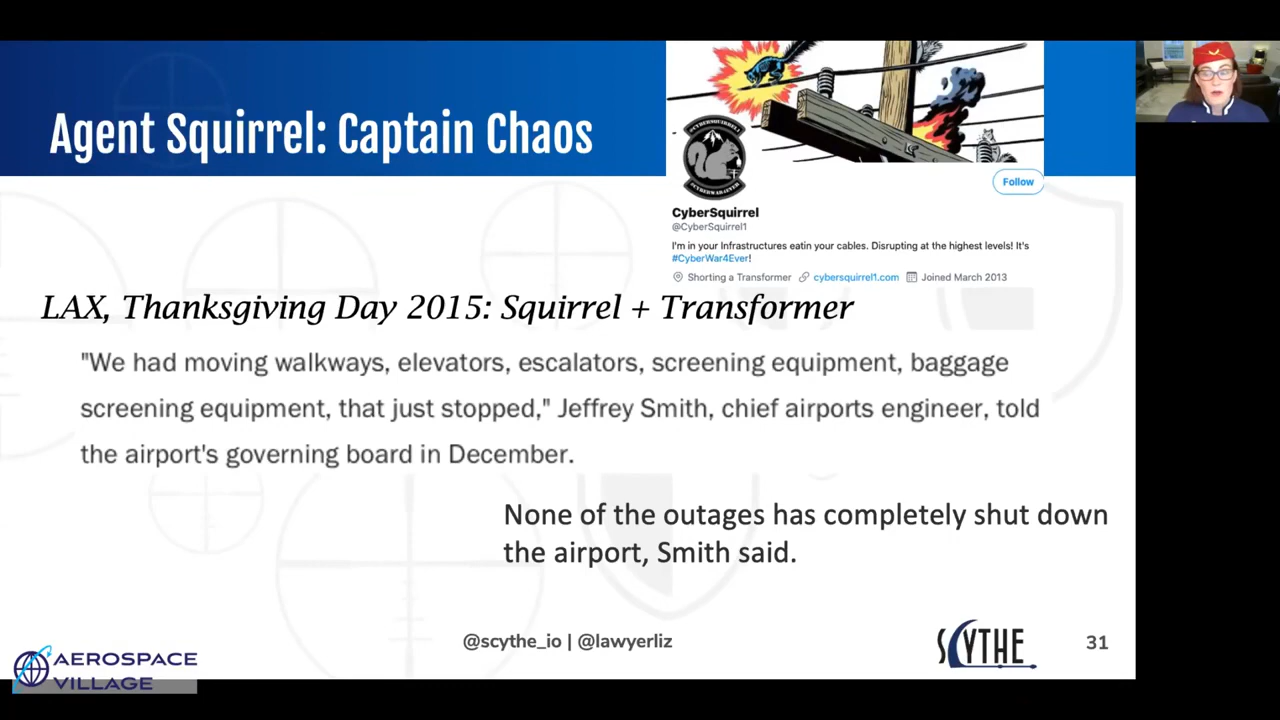 Agent Squirrel: Captain Chaos
#CYBERSQUIRREL1
#CYBERWAR4EVER
Follow
CyberSquirrel
@CyberSquirrel1
I'm in your Infrastructures eatin your cables. Disrupting at the highest levels! It's
#CyberWar4Ever!
Shorting a Transformer cybersquirrel1.com Joined March 2013
LAX, Thanksgiving Day 2015: Squirrel + Transformer
"We had moving walkways, elevators, escalators, screening equipment, baggage
screening equipment, that just stopped," Jeffrey Smith, chief airports engineer, told
the airport's governing board in December.
None of the outages has completely shut down
the airport, Smith said.
@scythe_io | @lawyerliz
SCYTHE
31
AEROSPACE
VILLAGE